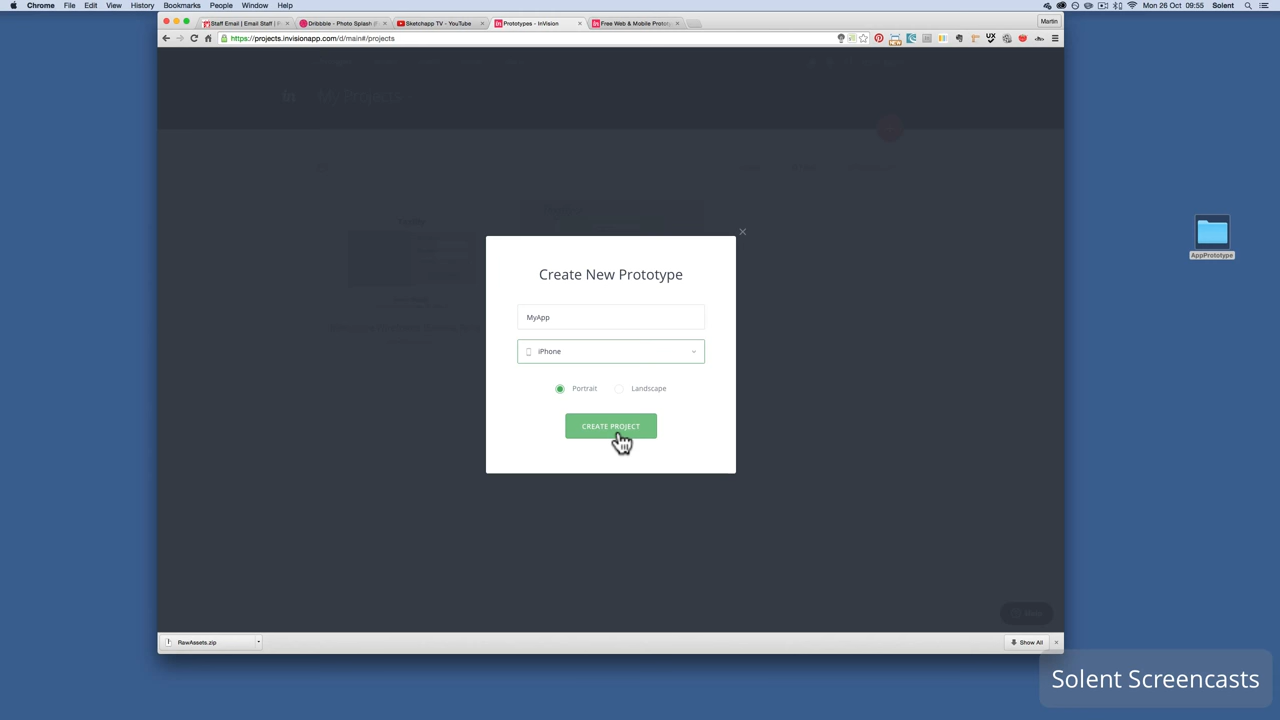 Chrome File Edit View History Bookmarks People Window Help Mon 26 Oct 09:55 Solent
Staff Email | Email Staff | F Dribbble - Photo Splash (F Sketchapp TV - YouTube Prototypes - InVision Free Web & Mobile Protot Martin
https://projects.invisionapp.com/d/main#/projects
My Projects
Create New Prototype
MyApp
iPhone
Portrait Landscape
CREATE PROJECT
AppPrototype
RawAssets.zip Show All
Solent Screencasts